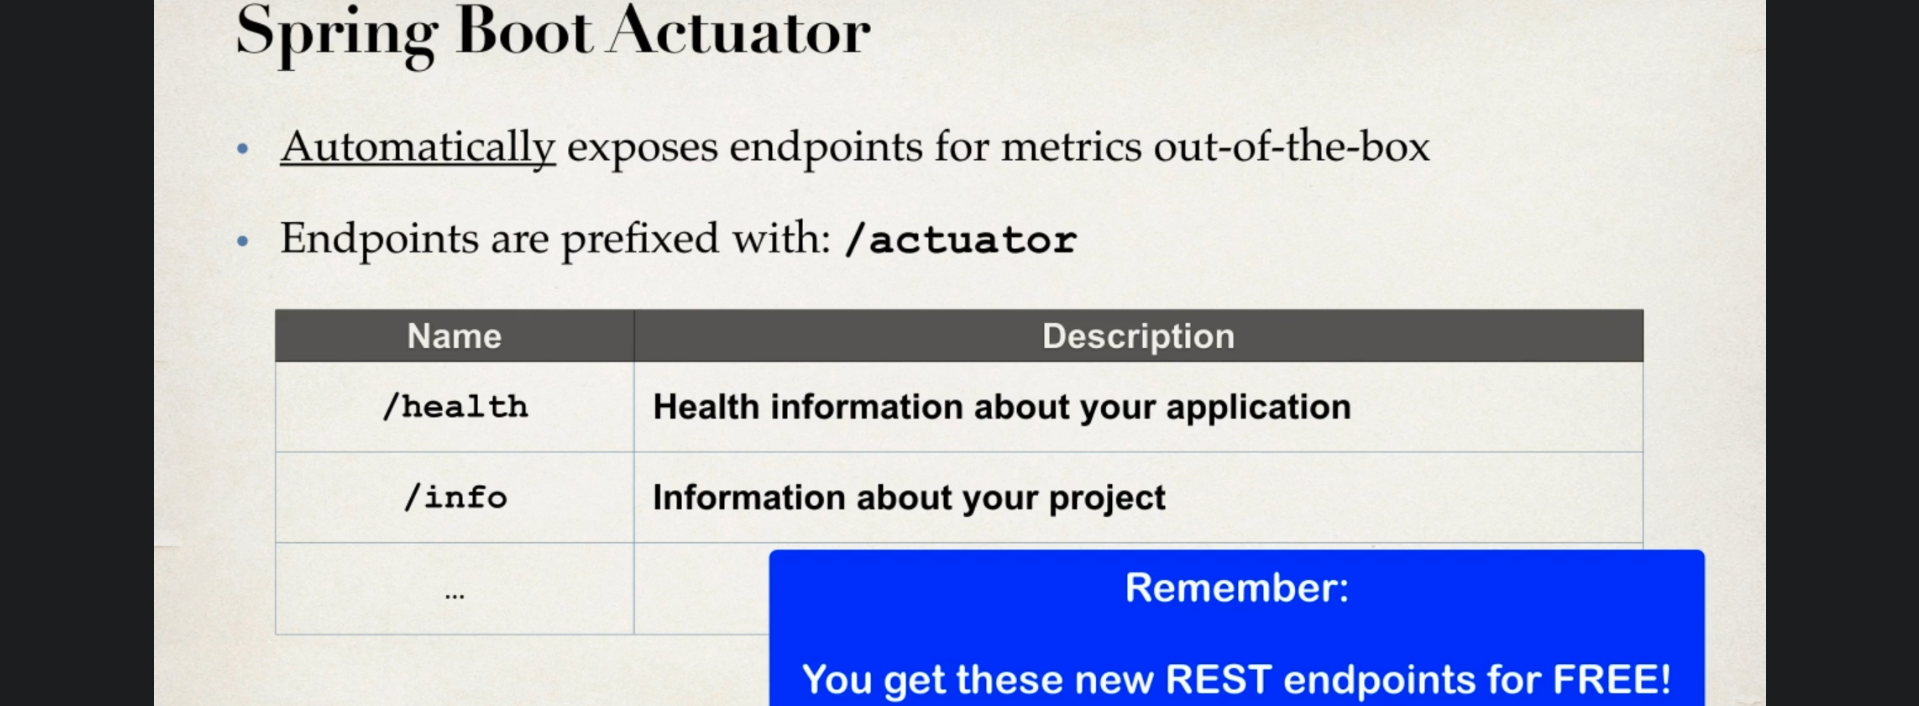 Spring Boot Actuator
• Automatically exposes endpoints for metrics out-of-the-box
• Endpoints are prefixed with: /actuator
Name Description
/health Health information about your application
/info Information about your project
...
Remember:
You get these new REST endpoints for FREE!